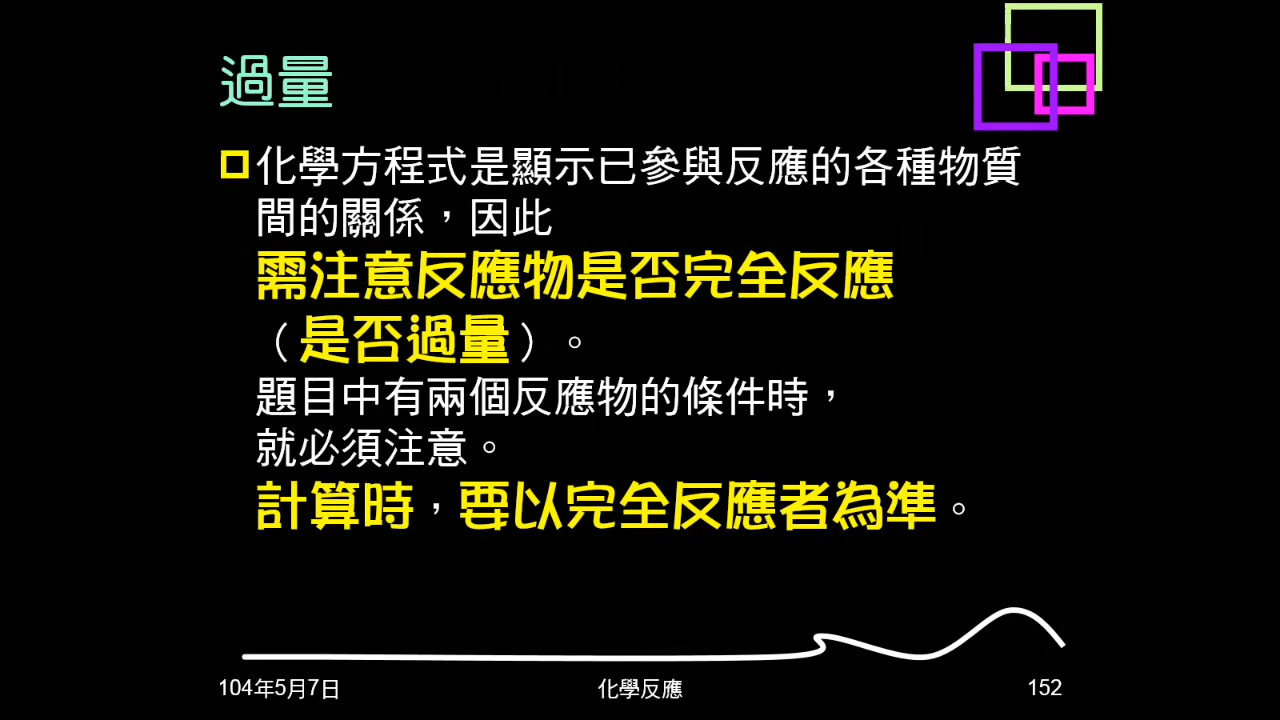 過量
化學方程式是顯示已參與反應的各種物質
間的關係，因此
需注意反應物是否完全反應
（是否過量）。
題目中有兩個反應物的條件時，
就必須注意。
計算時，要以完全反應者為準。
104年5月7日
化學反應
152